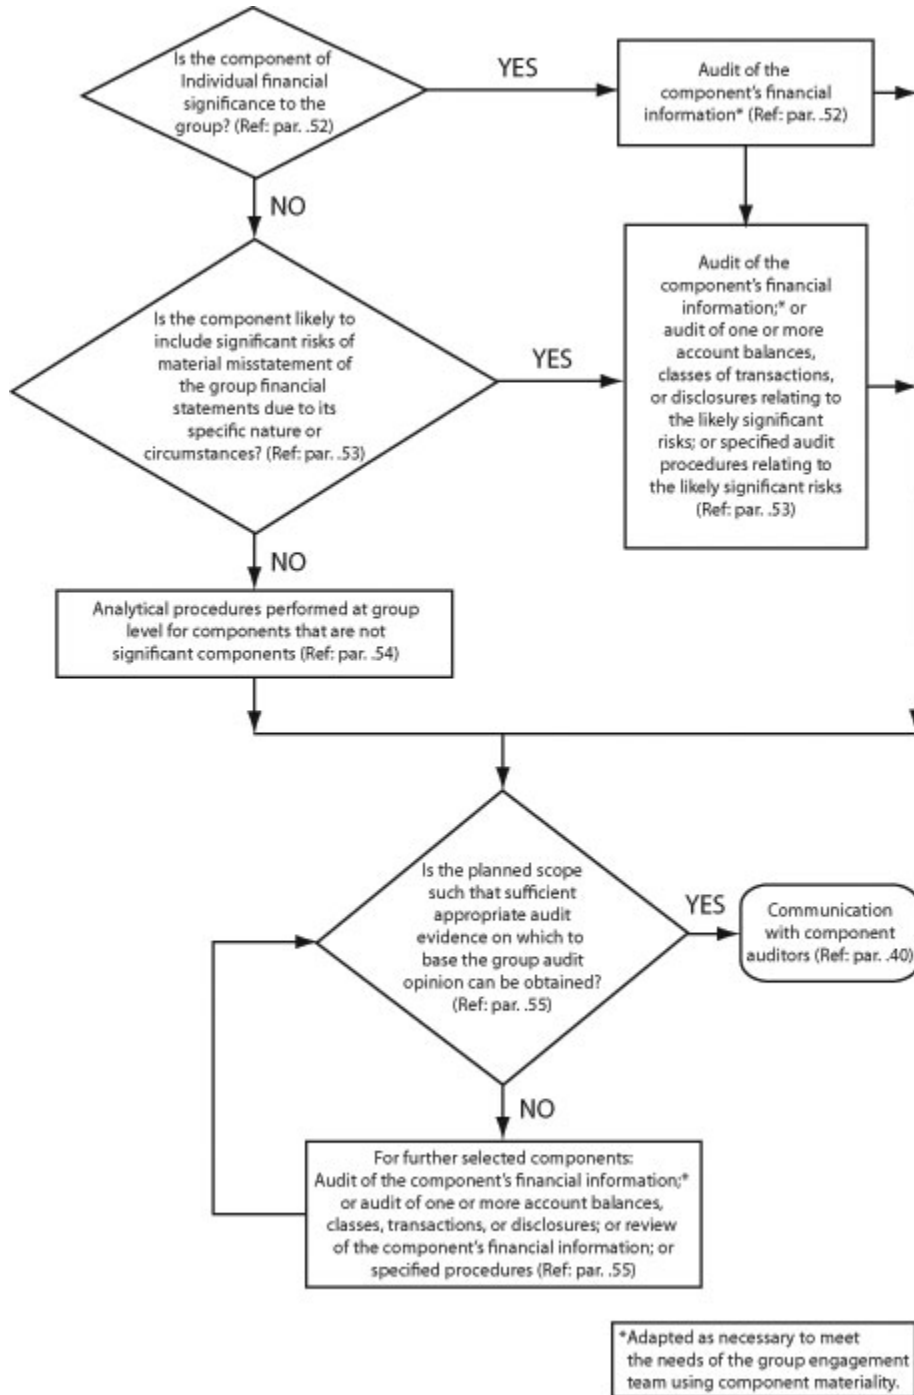 Is the component of
Individual financial
significance to the
group? (Ref: par. .52)
YES
Audit of the
component's financial
information* (Ref: par. .52)
NO
Is the component likely to
include significant risks of
material misstatement of
the group financial
statements due to its
specific nature or
circumstances? (Ref: par. .53)
YES
Audit of the
component's financial
information;* or
audit of one or more
account balances,
classes of transactions,
or disclosures relating to
the likely significant
risks; or specified audit
procedures relating to
the likely significant risks
(Ref: par. .53)
NO
Analytical procedures performed at group
level for components that are not
significant components (Ref: par. .54)
Is the planned scope
such that sufficient
appropriate audit
evidence on which to
base the group audit
opinion can be obtained?
(Ref: par. .55)
YES
Communication
with component
auditors (Ref: par. .40)
NO
For further selected components:
Audit of the component's financial information;*
or audit of one or more account balances,
classes, transactions, or disclosures; or review
of the component's financial information; or
specified procedures (Ref: par. .55)
*Adapted as necessary to meet
the needs of the group engagement
team using component materiality.